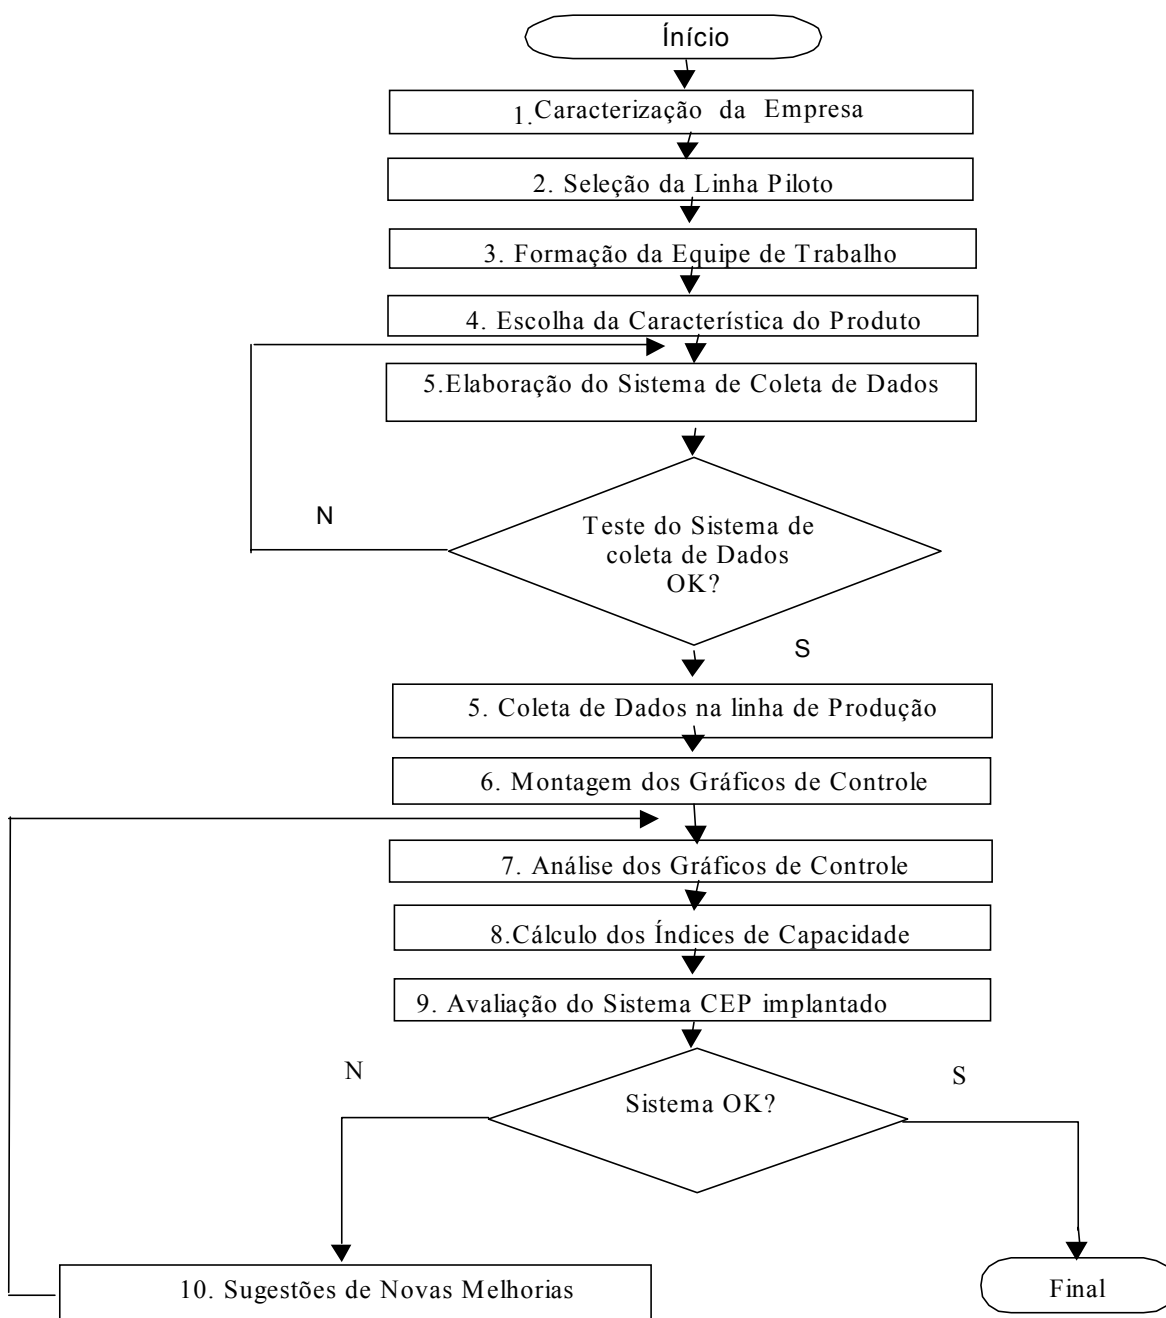 Ínício
1.Caracterização da Empresa
2. Seleção da Linha Piloto
3. Formação da Equipe de Trabalho
4. Escolha da Característica do Produto
5.Elaboração do Sistema de Coleta de Dados
N
Teste do Sistema de
coleta de Dados
OK?
S
5. Coleta de Dados na linha de Produção
6. Montagem dos Gráficos de Controle
7. Análise dos Gráficos de Controle
8.Cálculo dos Índices de Capacidade
9. Avaliação do Sistema CEP implantado
N
S
Sistema OK?
10. Sugestões de Novas Melhorias
Final